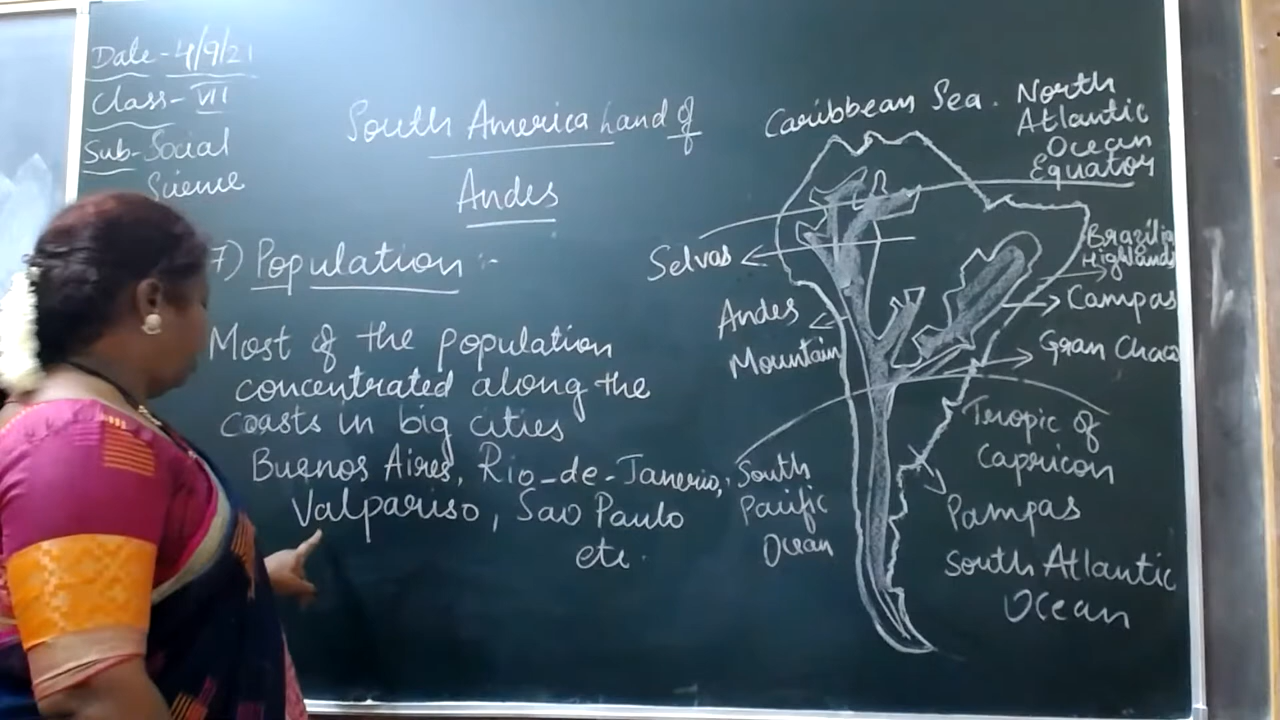 Date - 4/9/21
Class - VII
Sub - Social
Science
South America Land of
Andes
7) Population :-
Most of the population
concentrated along the
coasts in big cities
Buenos Aires, Rio-de-Janerio,
Valpariso, Sao Paulo
etc.
Caribbean Sea.
North
Atlantic
Ocean
Equator
Selvas
Andes
Mountain
Brazilia
Highlands
Campas
Gran Chaco
Teropic of
Capricon
South
Pacific
Ocean
Pampas
South Atlantic
Ocean